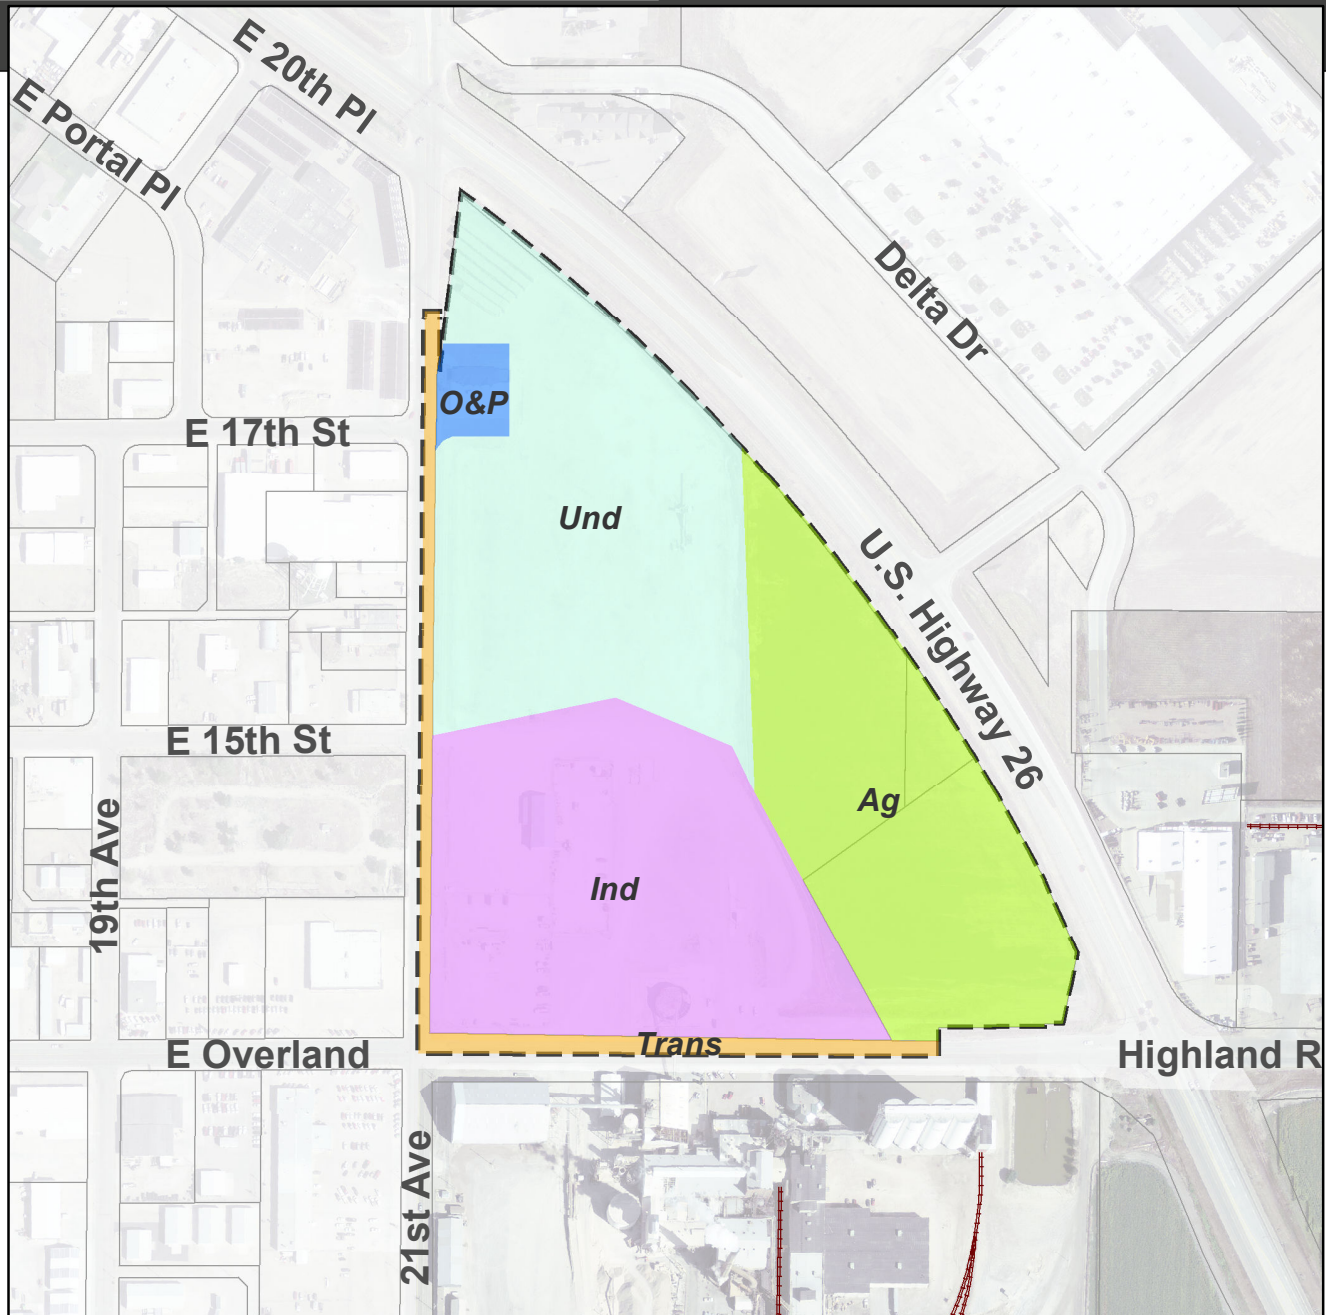 E 20th Pl
E Portal Pl
Delta Dr
O&P
E 17th St
Und
U.S. Highway 26
E 15th St
Ag
19th Ave
Ind
Trans
E Overland
Highland R
21st Ave